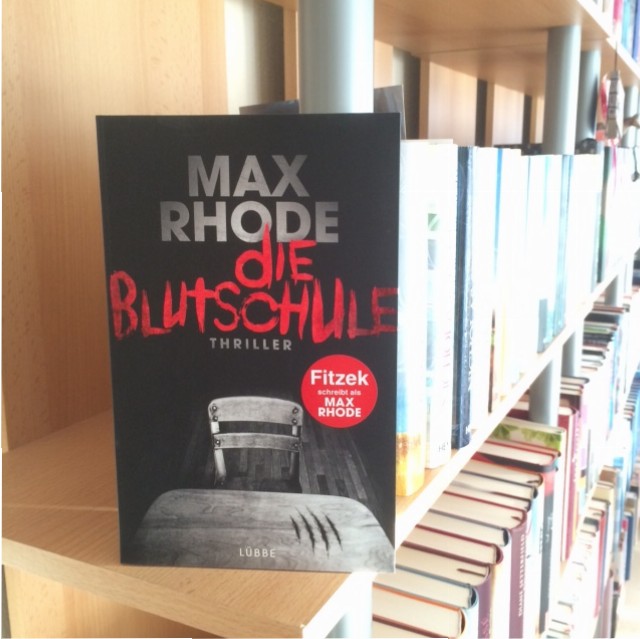 MAX
RHODE
die
BLUTSCHULE
THRILLER
Fitzek
schreibt als
MAX
RHODE
LÜBBE